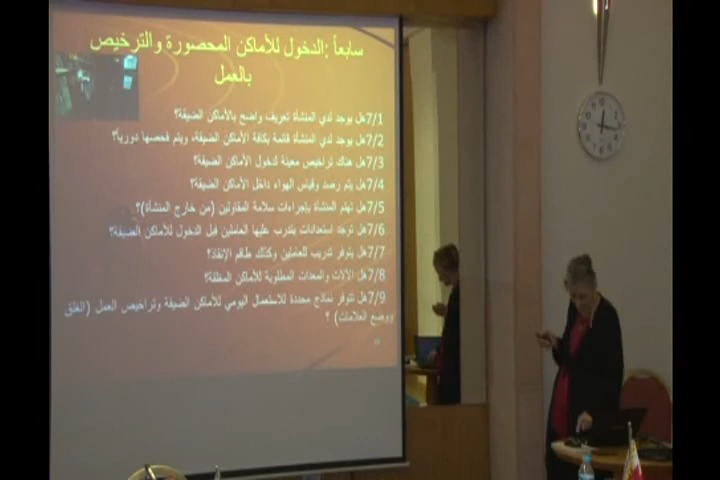 سابعاً :الدخول للأماكن المحصورة والترخيص
بالعمل
7/1هل يوجد لدي المنشأة تعريف واضح بالأماكن الضيقة؟
7/2هل يوجد لدي المنشأة قائمة بكافة الأماكن الضيقة، ويتم فحصها دورياً؟
7/3هل هناك تراخيص معينة لدخول الأماكن الضيقة؟
7/4هل يتم رصد وقياس الهواء داخل الأماكن الضيقة؟
7/5هل تهتم المنشأة بإجراءات سلامة المقاولين (من خارج المنشأة)؟
7/6هل توجد استعدادات يتدرب عليها العاملين قبل الدخول للأماكن الضيقة؟
7/7هل يتوفر تدريب للعاملين وكذلك طاقم الإنقاذ؟
7/8هل الآلات والمعدات المطلوبة للأماكن المغلقة؟
7/9هل تتوفر نماذج محددة للاستعمال اليومي للأماكن الضيقة وتراخيص العمل (الغلق
ووضع العلامات) ؟